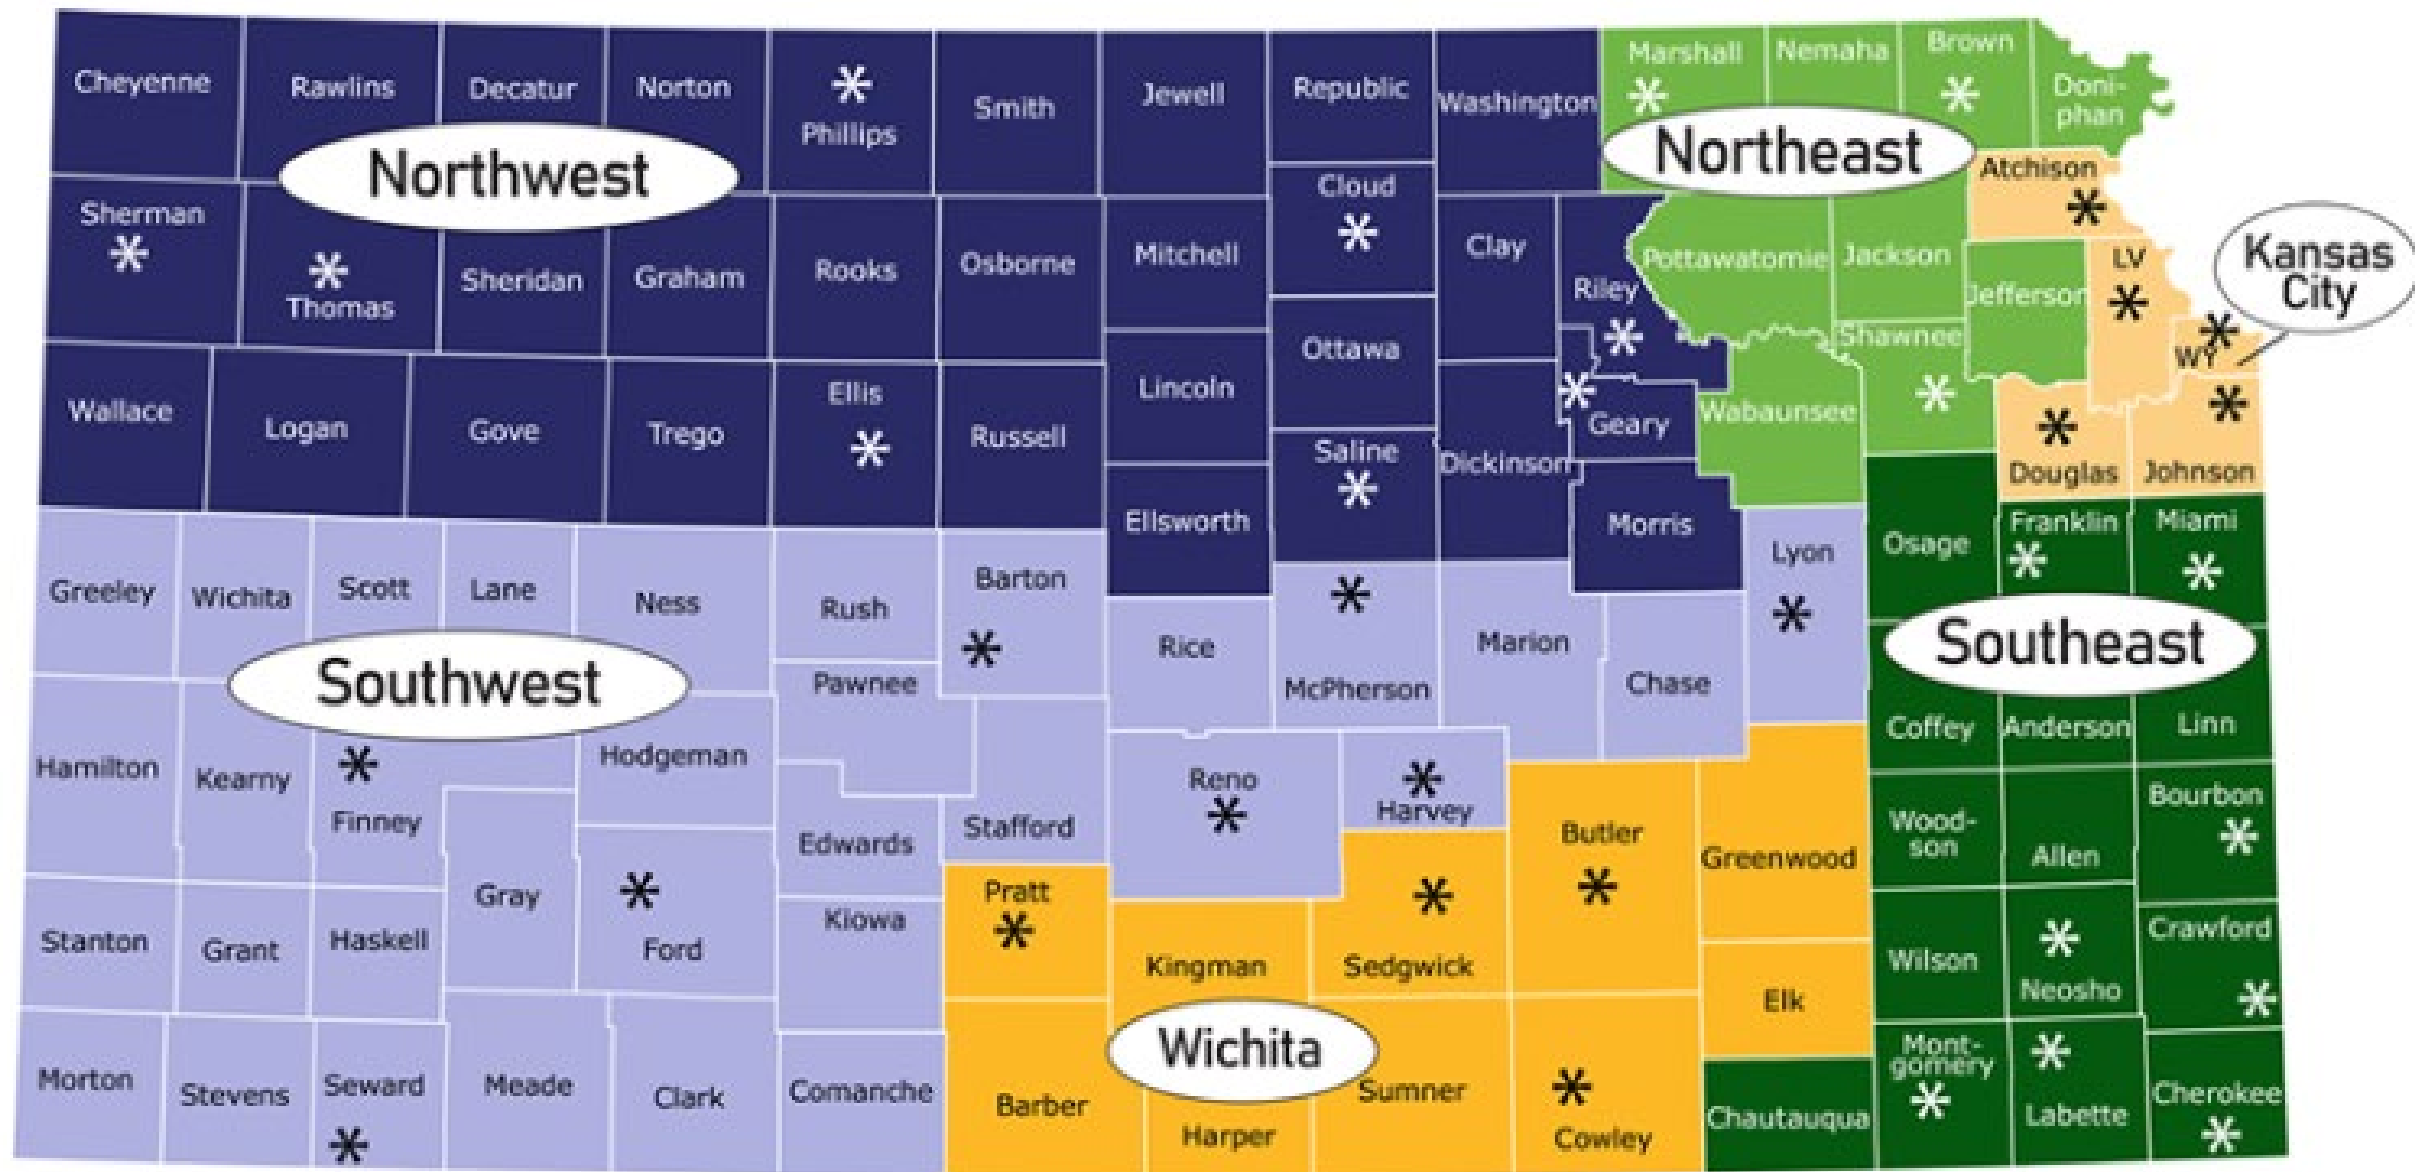 Cheyenne
Rawlins
Decatur
Norton
*
Phillips
Smith
Jewell
Republic
Washington
Marshall
*
Nemaha
Brown
*
Doni-
phan
Northwest
Northeast
Atchison
*
Kansas
City
Sherman
*
*
Thomas
Sheridan
Graham
Rooks
Osborne
Mitchell
Cloud
*
Clay
Riley
*
Pottawatomie
Jackson
Jefferson
LV
*
*
WY
Wallace
Logan
Gove
Trego
Ellis
*
Russell
Lincoln
Ottawa
Saline
*
Dickinson
*
Geary
Wabaunsee
Shawnee
*
*
Douglas
*
Johnson
Ellsworth
Morris
Lyon
*
Osage
Franklin
*
Miami
*
Greeley
Wichita
Scott
Lane
Ness
Rush
Barton
*
Rice
*
McPherson
Marion
Chase
Southeast
Southwest
Pawnee
Hamilton
Kearny
*
Finney
Hodgeman
Stafford
Reno
*
*
Harvey
Butler
*
Greenwood
Coffey
Anderson
Linn
Wood-
son
Allen
Bourbon
*
Edwards
Gray
*
Ford
Kiowa
Pratt
*
Kingman
*
Sedgwick
Elk
Wilson
*
Neosho
Crawford
*
Stanton
Grant
Haskell
Wichita
Morton
Stevens
Seward
*
Meade
Clark
Comanche
Barber
Harper
Sumner
*
Cowley
Chautauqua
Mont-
gomery
*
*
Labette
Cherokee
*